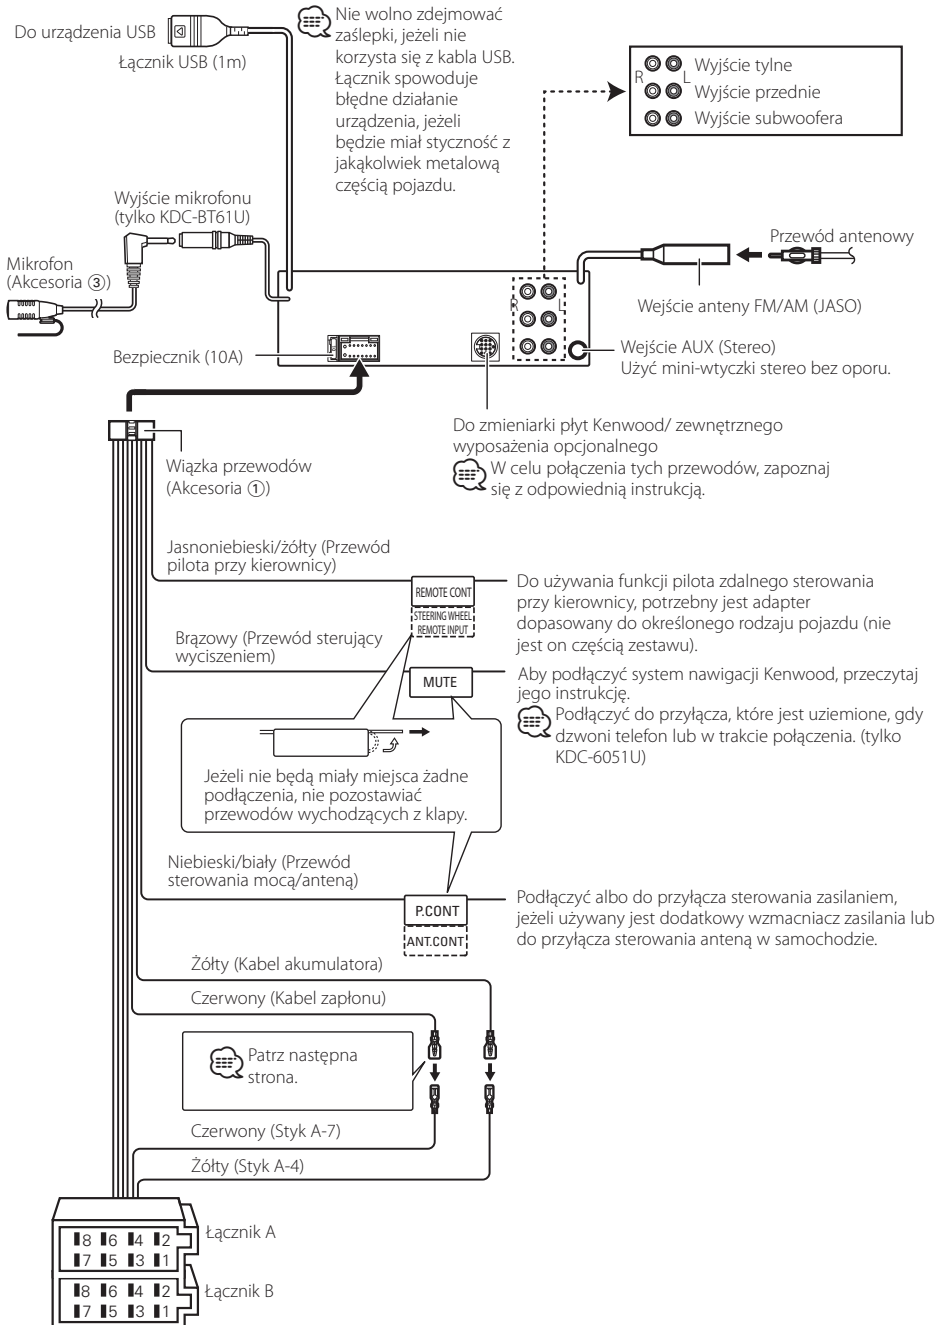 Do urządzenia USB
Łącznik USB (1m)
Nie wolno zdejmować
zaślepki, jeżeli nie
korzysta się z kabla USB.
Łącznik spowoduje
błędne działanie
urządzenia, jeżeli
będzie miał styczność z
jakąkolwiek metalową
częścią pojazdu.
R
L
Wyjście tylne
Wyjście przednie
Wyjście subwoofera
Wyjście mikrofonu
(tylko KDC-BT61U)
Mikrofon
(Akcesoria ③)
Przewód antenowy
Wejście anteny FM/AM (JASO)
R
L
Bezpiecznik (10A)
Wejście AUX (Stereo)
Użyć mini-wtyczki stereo bez oporu.
Do zmieniarki płyt Kenwood/ zewnętrznego
wyposażenia opcjonalnego
W celu połączenia tych przewodów, zapoznaj
się z odpowiednią instrukcją.
Wiązka przewodów
(Akcesoria ①)
Jasnoniebieski/żółty (Przewód
pilota przy kierownicy)
REMOTE CONT
STEERING WHEEL
REMOTE INPUT
Do używania funkcji pilota zdalnego sterowania
przy kierownicy, potrzebny jest adapter
dopasowany do określonego rodzaju pojazdu (nie
jest on częścią zestawu).
Brązowy (Przewód sterujący
wyciszeniem)
MUTE
Aby podłączyć system nawigacji Kenwood, przeczytaj
jego instrukcję.
Podłączyć do przyłącza, które jest uziemione, gdy
dzwoni telefon lub w trakcie połączenia. (tylko
KDC-6051U)
Jeżeli nie będą miały miejsca żadne
podłączenia, nie pozostawiać
przewodów wychodzących z klapy.
Niebieski/biały (Przewód
sterowania mocą/anteną)
P.CONT
ANT.CONT
Podłączyć albo do przyłącza sterowania zasilaniem,
jeżeli używany jest dodatkowy wzmacniacz zasilania lub
do przyłącza sterowania anteną w samochodzie.
Żółty (Kabel akumulatora)
Czerwony (Kabel zapłonu)
Patrz następna
strona.
Czerwony (Styk A-7)
Żółty (Styk A-4)
Łącznik A
8 6 4 2
7 5 3 1
Łącznik B
8 6 4 2
7 5 3 1